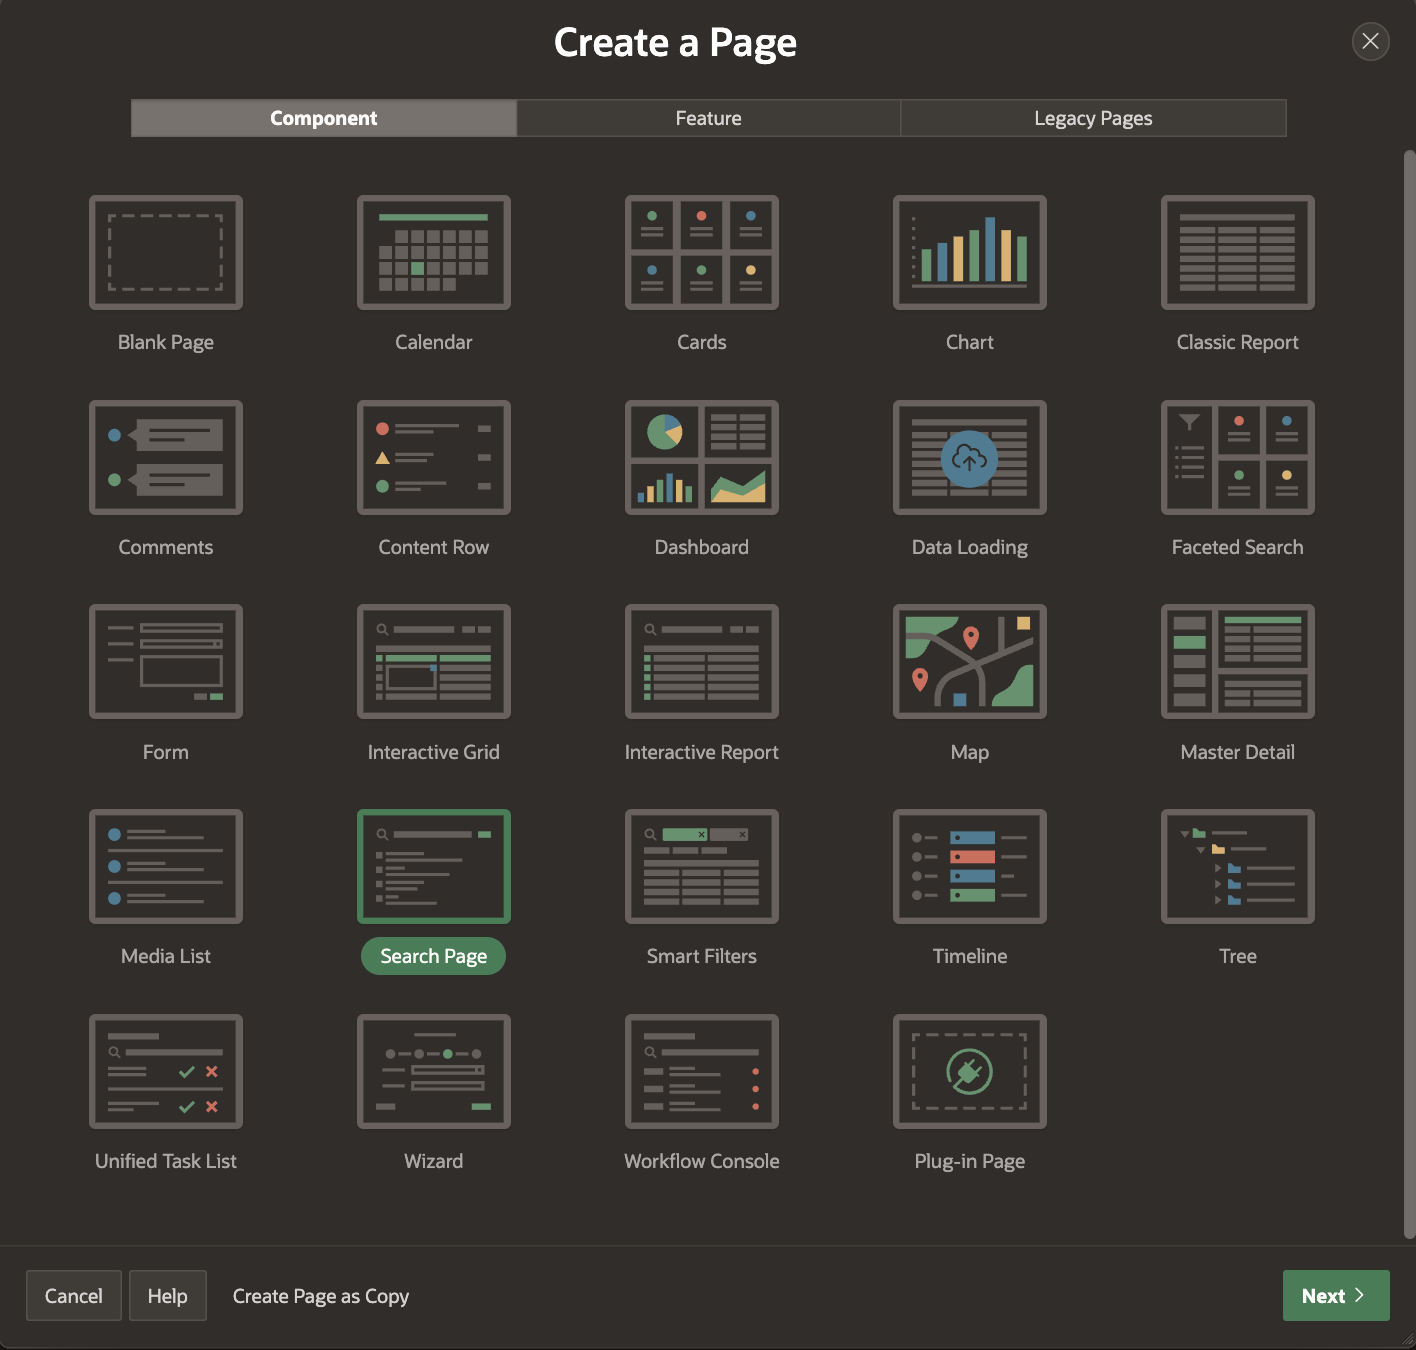 Create a Page
Component Feature Legacy Pages
Blank Page Calendar Cards Chart Classic Report
Comments Content Row Dashboard Data Loading Faceted Search
Form Interactive Grid Interactive Report Map Master Detail
Media List Search Page Smart Filters Timeline Tree
Unified Task List Wizard Workflow Console Plug-in Page
Cancel Help Create Page as Copy Next